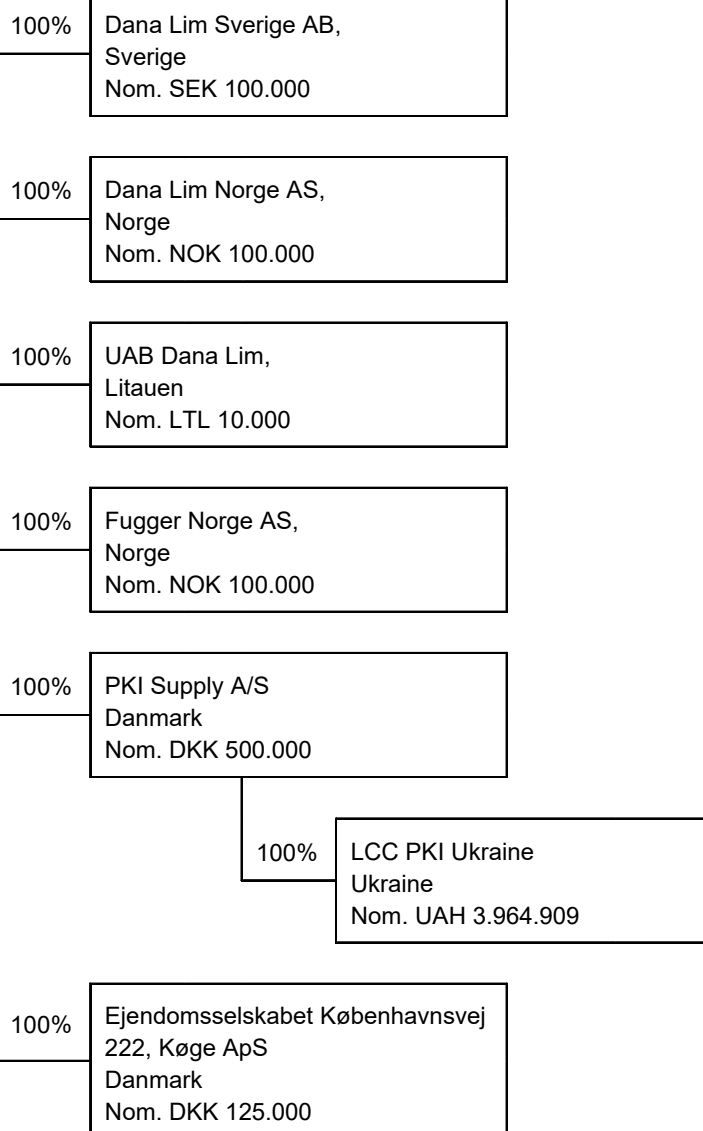 100%
Dana Lim Sverige AB,
Sverige
Nom. SEK 100.000
100%
Dana Lim Norge AS,
Norge
Nom. NOK 100.000
100%
UAB Dana Lim,
Litauen
Nom. LTL 10.000
100%
Fugger Norge AS,
Norge
Nom. NOK 100.000
100%
PKI Supply A/S
Danmark
Nom. DKK 500.000
100%
LCC PKI Ukraine
Ukraine
Nom. UAH 3.964.909
100%
Ejendomsselskabet Københavnsvej
222, Køge ApS
Danmark
Nom. DKK 125.000